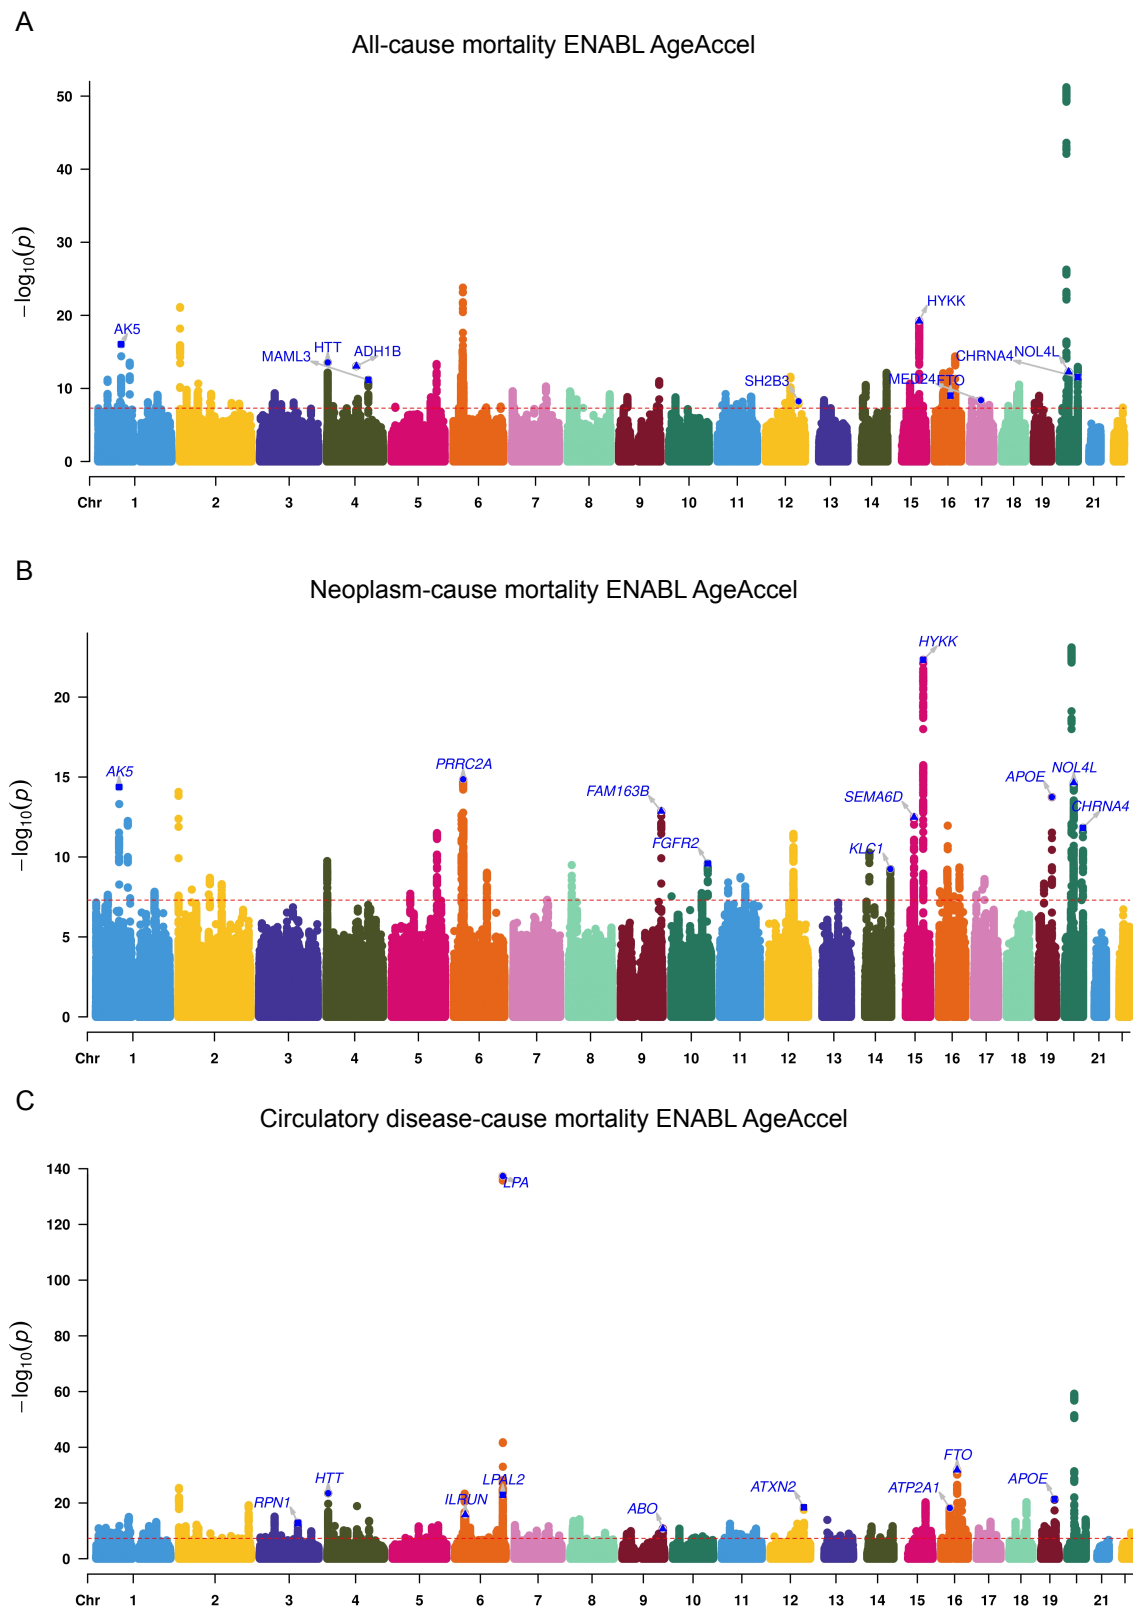 A
All-cause mortality ENABL AgeAccel
−log10(p)
50
40
30
20
10
0
AK5
MAML3
HTT
ADH1B
SH2B3
HYKK
MED24
FTO
CHRNA4
NOL4L
Chr 1 2 3 4 5 6 7 8 9 10 11 12 13 14 15 16 17 18 19 21
B
Neoplasm-cause mortality ENABL AgeAccel
−log10(p)
20
15
10
5
0
AK5
PRRC2A
FAM163B
FGFR2
KLC1
SEMA6D
HYKK
APOE
NOL4L
CHRNA4
Chr 1 2 3 4 5 6 7 8 9 10 11 12 13 14 15 16 17 18 19 21
C
Circulatory disease-cause mortality ENABL AgeAccel
−log10(p)
140
120
100
80
60
40
20
0
LPA
RPN1
HTT
ILRUN
LPAL2
ABO
ATXN2
ATP2A1
FTO
APOE
Chr 1 2 3 4 5 6 7 8 9 10 11 12 13 14 15 16 17 18 19 21